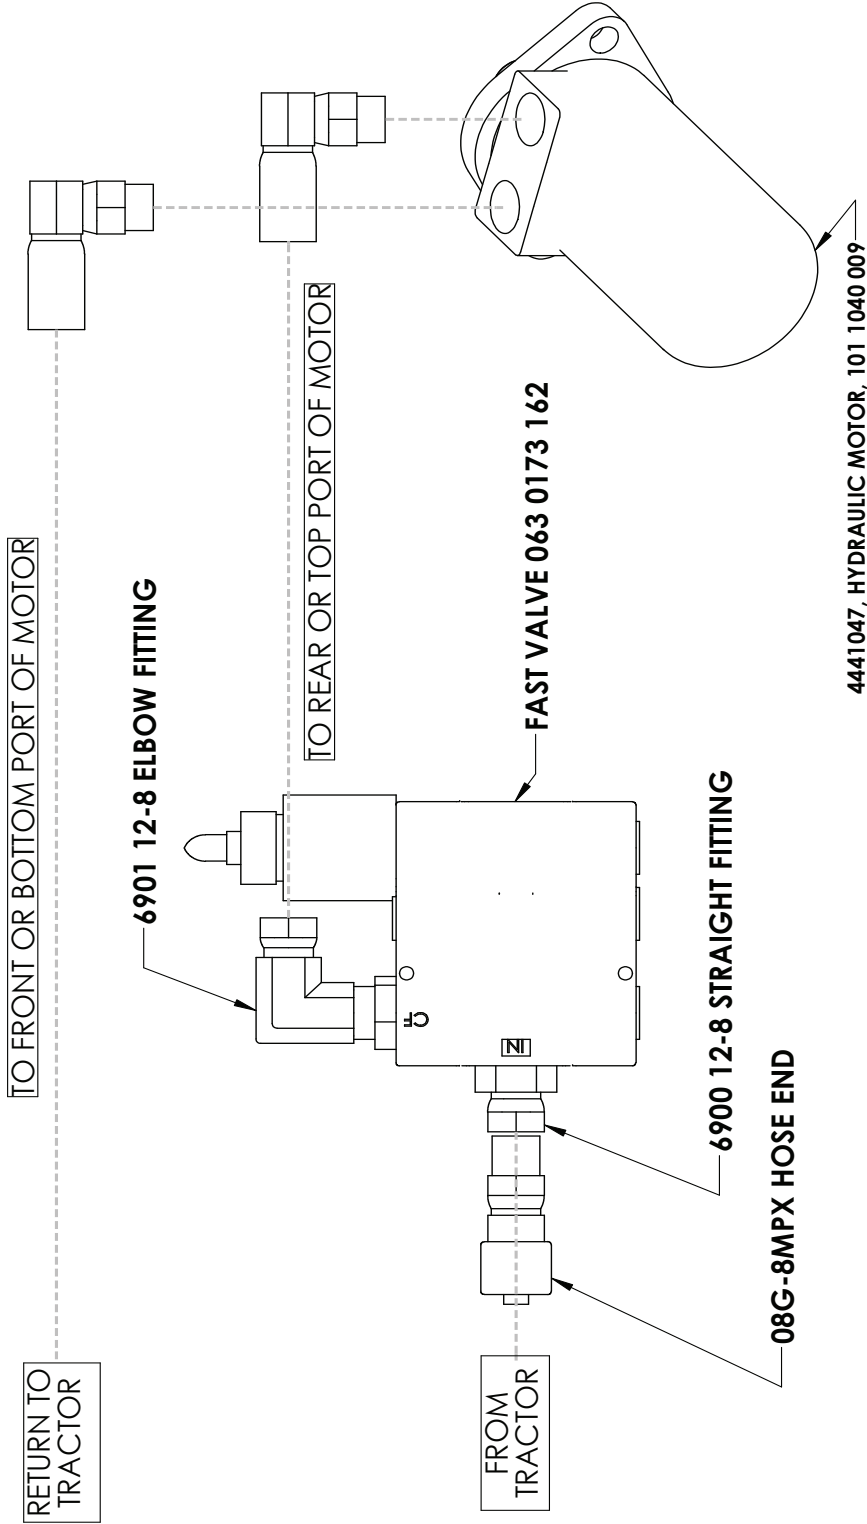 RETURN TO
TRACTOR
TO FRONT OR BOTTOM PORT OF MOTOR
6901 12-8 ELBOW FITTING
TO REAR OR TOP PORT OF MOTOR
CF
IN
FROM
TRACTOR
FAST VALVE 063 0173 162
6900 12-8 STRAIGHT FITTING
08G-8MPX HOSE END
4441047, HYDRAULIC MOTOR, 101 1040 009